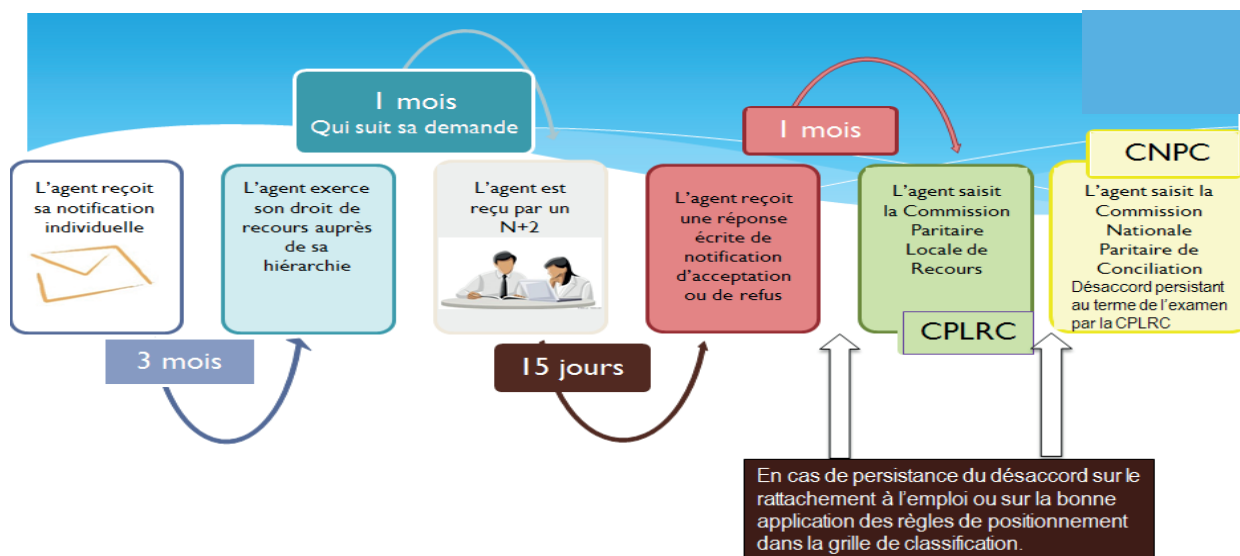 1 mois
Qui suit sa demande
1 mois
CNPC
L'agent reçoit
sa notification
individuelle
L'agent exerce
son droit de
recours auprès
de sa
hiérarchie
L'agent est
reçu par un
N+2
L'agent reçoit
une réponse
écrite de
notification
d'acceptation
ou de refus
L'agent saisit
la Commission
Paritaire
Locale de
Recours
L'agent saisit la
Commission
Nationale
Paritaire de
Conciliation
Désaccord persistant
au terme de l'examen
par la CPLRC
CPLRC
3 mois
15 jours
En cas de persistance du désaccord sur le
rattachement à l'emploi ou sur la bonne
application des règles de positionnement
dans la grille de classification.